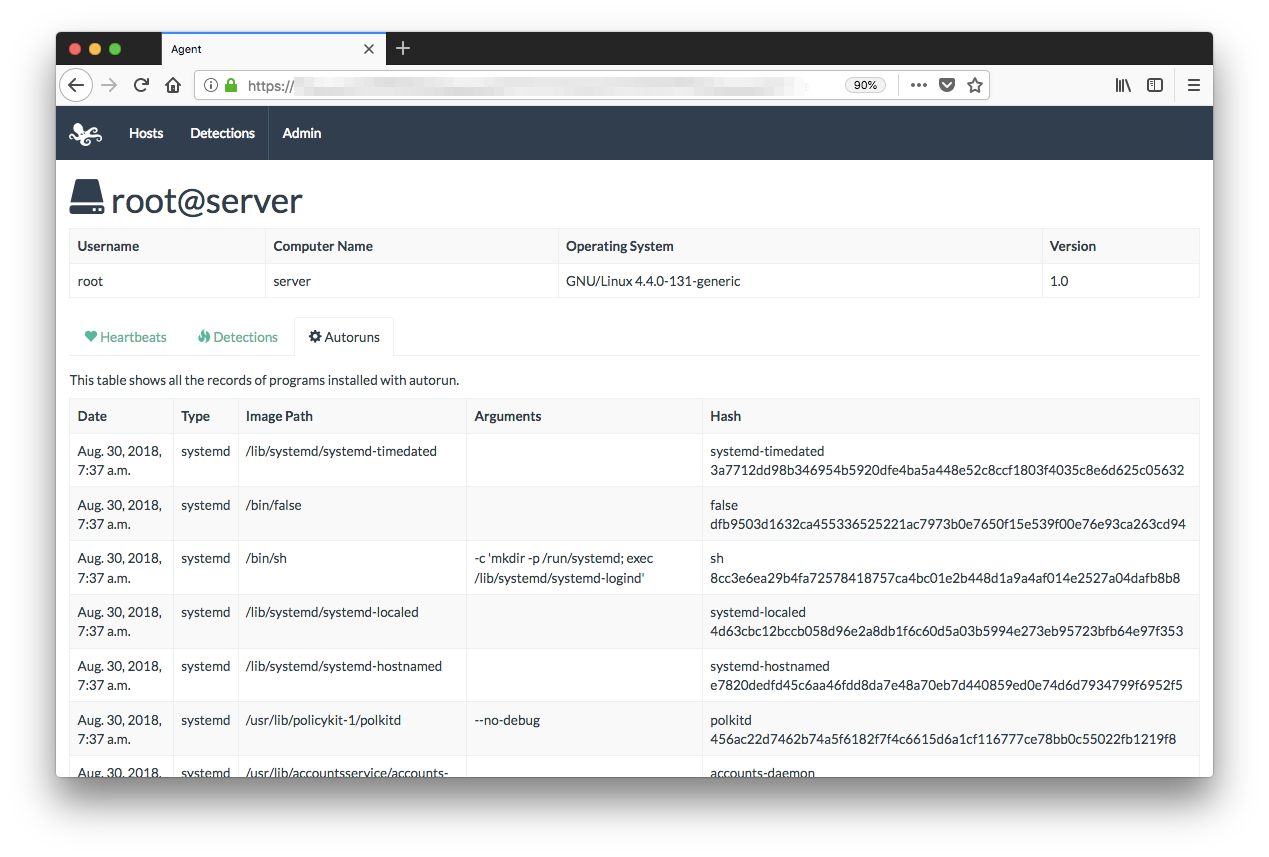 Agent
https://
90%
Hosts Detections Admin
root@server
Username Computer Name Operating System Version
root server GNU/Linux 4.4.0-131-generic 1.0
Heartbeats Detections Autoruns
This table shows all the records of programs installed with autorun.
Date Type Image Path Arguments Hash
Aug. 30, 2018, systemd /lib/systemd/systemd-timedated systemd-timedated
7:37 a.m. 3a7712dd98b346954b5920dfe4ba5a448e52c8ccf1803f4035c8e6d625c05632
Aug. 30, 2018, systemd /bin/false false
7:37 a.m. dfb9503d1632ca455336525221ac7973b0e7650f15e539f00e76e93ca263cd94
Aug. 30, 2018, systemd /bin/sh -c 'mkdir -p /run/systemd; exec sh
7:37 a.m. /lib/systemd/systemd-logind' 8cc3e6ea29b4fa72578418757ca4bc01e2b448d1a9a4af014e2527a04dafb8b8
Aug. 30, 2018, systemd /lib/systemd/systemd-localed systemd-localed
7:37 a.m. 4d63cbc12bccb058d96e2a8db1f6c60d5a03b5994e273eb95723bfb64e97f353
Aug. 30, 2018, systemd /lib/systemd/systemd-hostnamed systemd-hostnamed
7:37 a.m. e7820dedfd45c6aa46fdd8da7e48a70eb7d440859ed0e74d6d7934799f6952f5
Aug. 30, 2018, systemd /usr/lib/policykit-1/polkitd --no-debug polkitd
7:37 a.m. 456ac22d7462b74a5f6182f7f4c6615d6a1cf116777ce78bb0c55022fb1219f8
Aug. 30, 2018, systemd /usr/lib/accountsservice/accounts- accounts-daemon